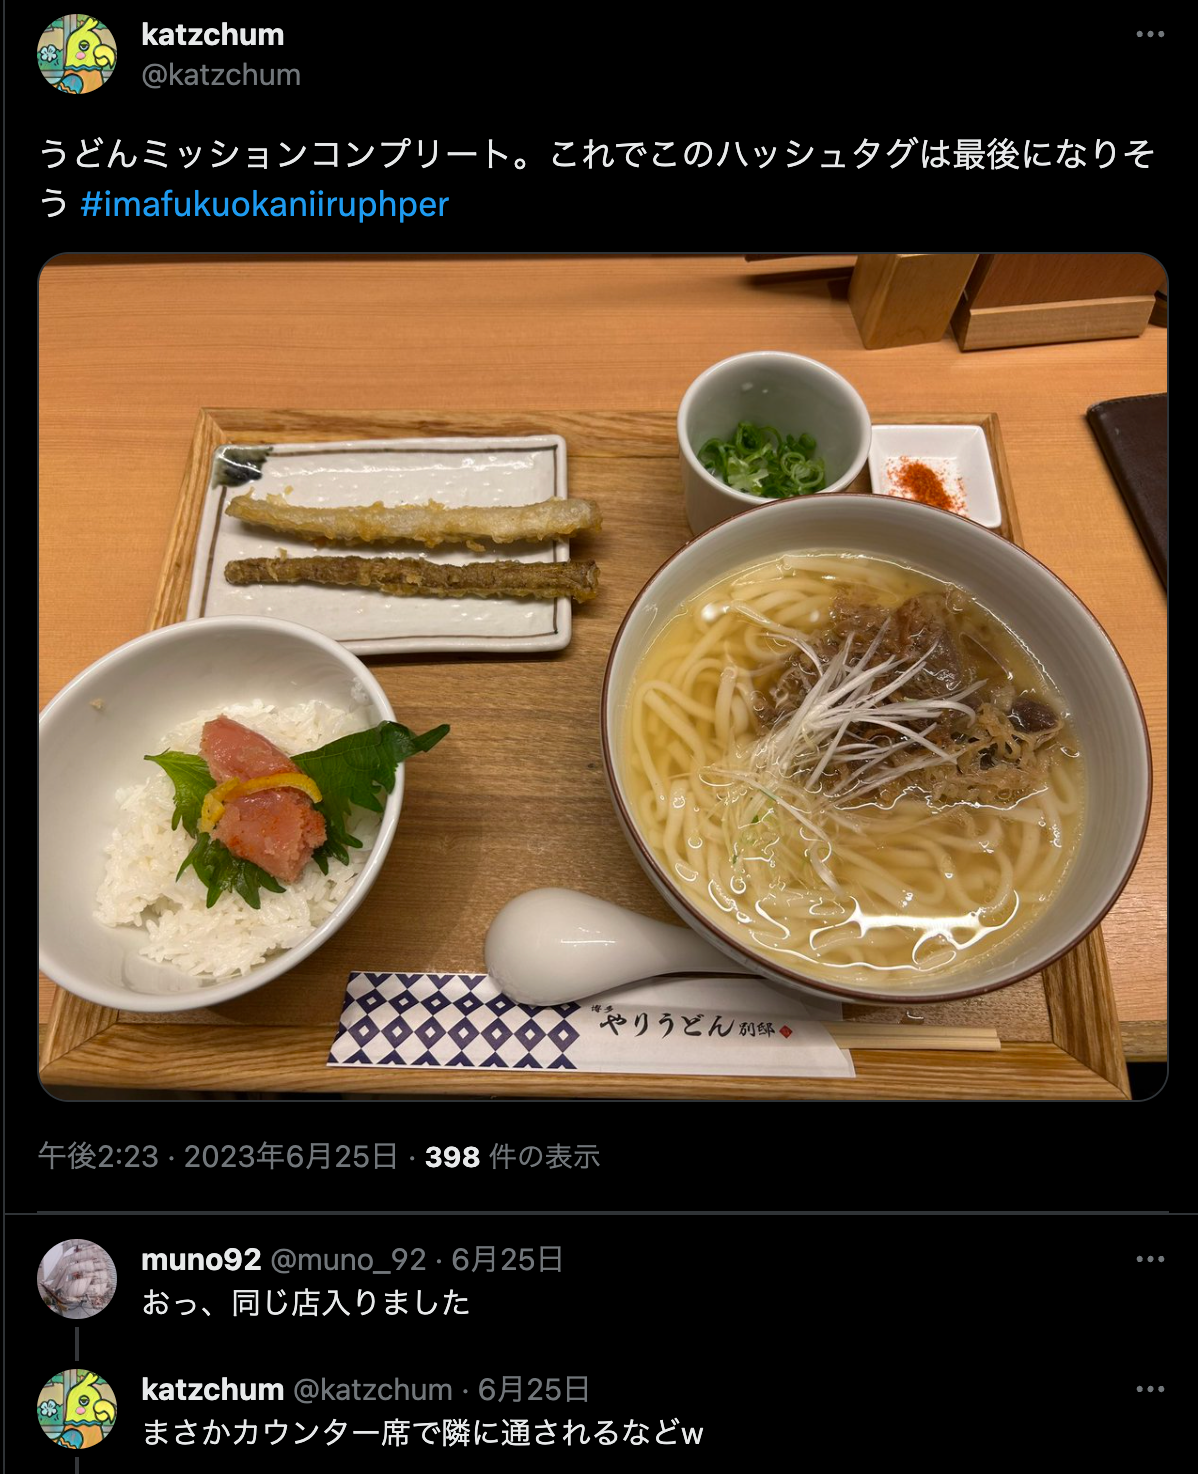 katzchum
@katzchum
うどんミッションコンプリート。これでこのハッシュタグは最後になりそ
う #imafukuokaniiruphper
博多
やりうどん 別邸
午後2:23 · 2023年6月25日 · 398 件の表示
muno92 @muno_92 · 6月25日
おっ、同じ店入りました
katzchum @katzchum · 6月25日
まさかカウンター席で隣に通されるなどw